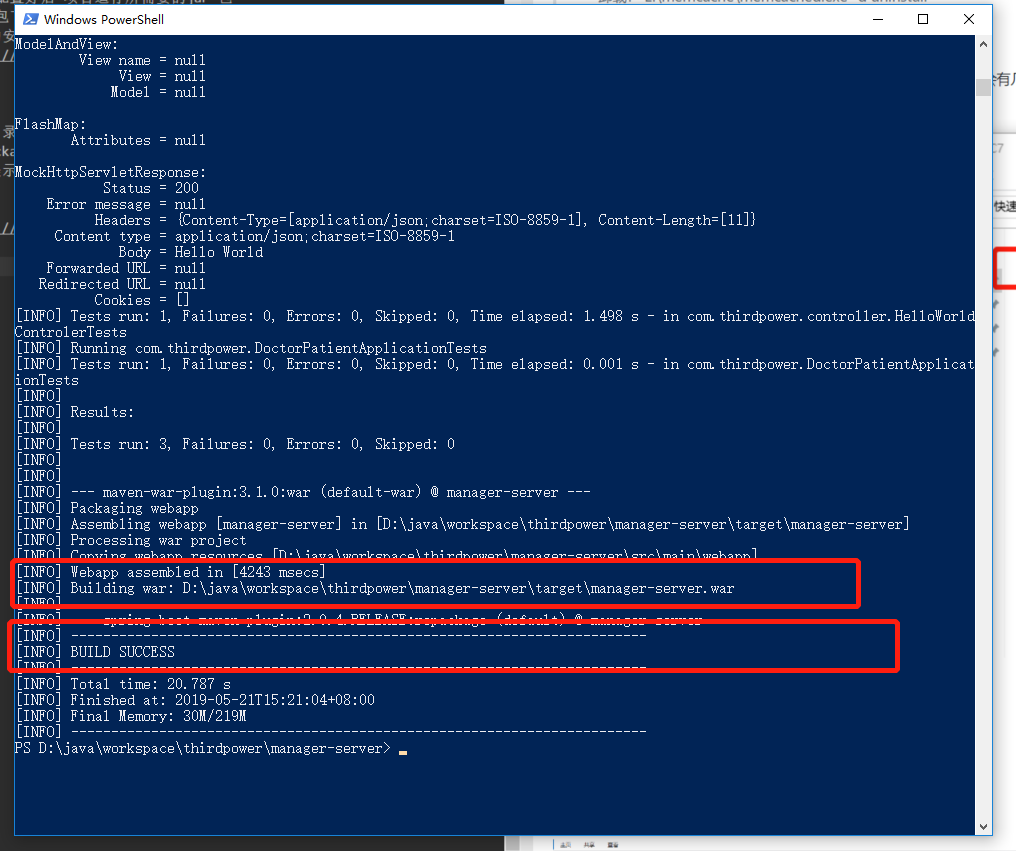 Windows PowerShell
ModelAndView:
View name = null
View = null
Model = null
FlashMap:
Attributes = null
MockHttpServletResponse:
Status = 200
Error message = null
Headers = {Content-Type=[application/json;charset=ISO-8859-1], Content-Length=[11]}
Content type = application/json;charset=ISO-8859-1
Body = Hello World
Forwarded URL = null
Redirected URL = null
Cookies = []
[INFO] Tests run: 1, Failures: 0, Errors: 0, Skipped: 0, Time elapsed: 1.498 s - in com.thirdpower.controller.HelloWorld
ControlerTests
[INFO] Running com.thirdpower.DoctorPatientApplicationTests
[INFO] Tests run: 1, Failures: 0, Errors: 0, Skipped: 0, Time elapsed: 0.001 s - in com.thirdpower.DoctorPatientApplicat
ionTests
[INFO]
[INFO] Results:
[INFO]
[INFO] Tests run: 3, Failures: 0, Errors: 0, Skipped: 0
[INFO]
[INFO]
[INFO] --- maven-war-plugin:3.1.0:war (default-war) @ manager-server ---
[INFO] Packaging webapp
[INFO] Assembling webapp [manager-server] in [D:\java\workspace\thirdpower\manager-server\target\manager-server]
[INFO] Processing war project
[INFO] Copying webapp resources [D:\java\workspace\thirdpower\manager-server\src\main\webapp]
[INFO] Webapp assembled in [4243 msecs]
[INFO] Building war: D:\java\workspace\thirdpower\manager-server\target\manager-server.war
[INFO]
[INFO] --- spring-boot-maven-plugin:2.0.4.RELEASE:repackage (default) @ manager-server ---
[INFO] ------------------------------------------------------------------------
[INFO] BUILD SUCCESS
[INFO] ------------------------------------------------------------------------
[INFO] Total time: 20.787 s
[INFO] Finished at: 2019-05-21T15:21:04+08:00
[INFO] Final Memory: 30M/219M
[INFO] ------------------------------------------------------------------------
PS D:\java\workspace\thirdpower\manager-server>
快速